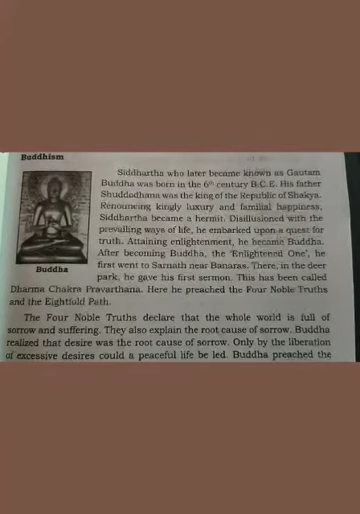 Buddhism
Siddhartha who later became known as Gautam
Buddha was born in the 6th century B.C.E. His father
Shuddodhana was the king of the Republic of Shakya.
Renouncing kingly luxury and familial happiness,
Siddhartha became a hermit. Disillusioned with the
prevailing ways of life, he embarked upon a quest for
truth. Attaining enlightenment, he became Buddha.
After becoming Buddha, the 'Enlightened One', he
first went to Sarnath near Banaras. There, in the deer
park, he gave his first sermon. This has been called
Buddha
Dharma Chakra Pravarthana. Here he preached the Four Noble Truths
and the Eightfold Path.
The Four Noble Truths declare that the whole world is full of
sorrow and suffering. They also explain the root cause of sorrow. Buddha
realized that desire was the root cause of sorrow. Only by the liberation
of excessive desires could a peaceful life be led. Buddha preached the